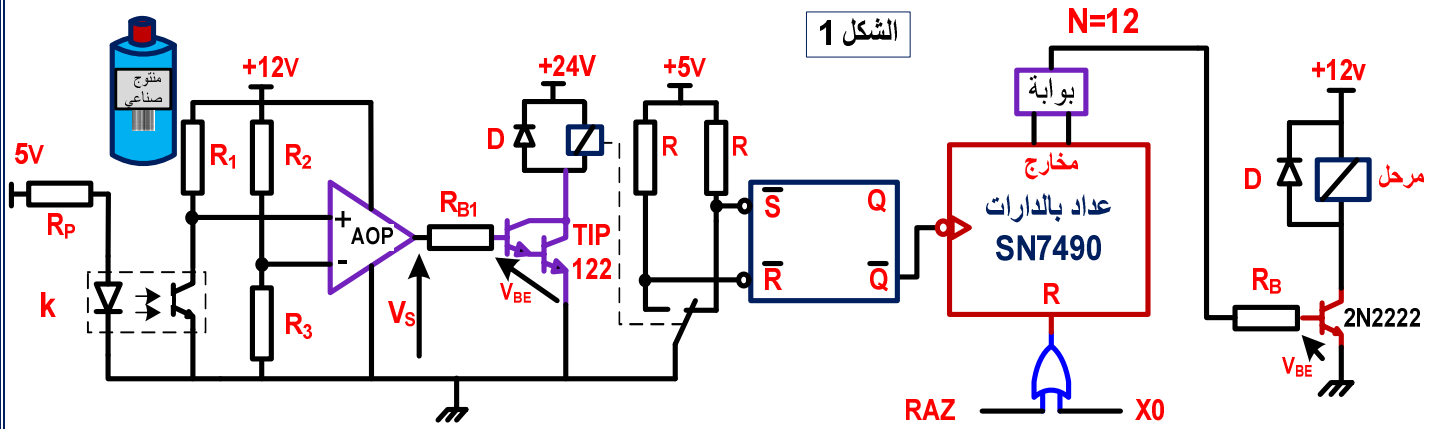 الشكل 1
N=12
منتوج
صناعي
+12V
+24V
+5V
بوابة
+12v
5V
R1
R2
D
R
R
مخارج
D
مرحل
RP
+
AOP
-
RB1
TIP
122
S
Q
عداد بالدارات
SN7490
k
R3
VS
VBE
R
Q
R
RB
2N2222
VBE
RAZ
X0